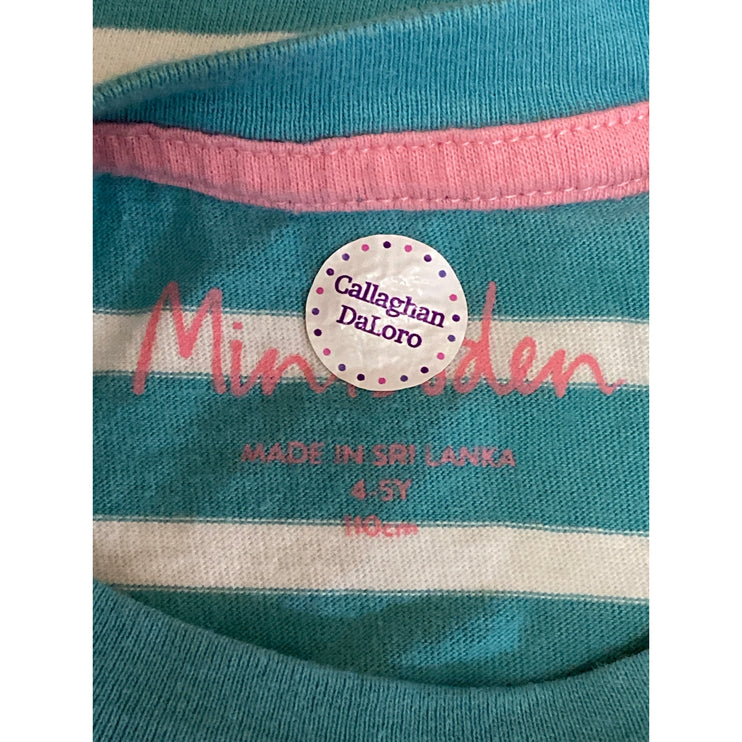 Callaghan
DaLoro
MADE IN SRI LANKA
4-5Y
110cm